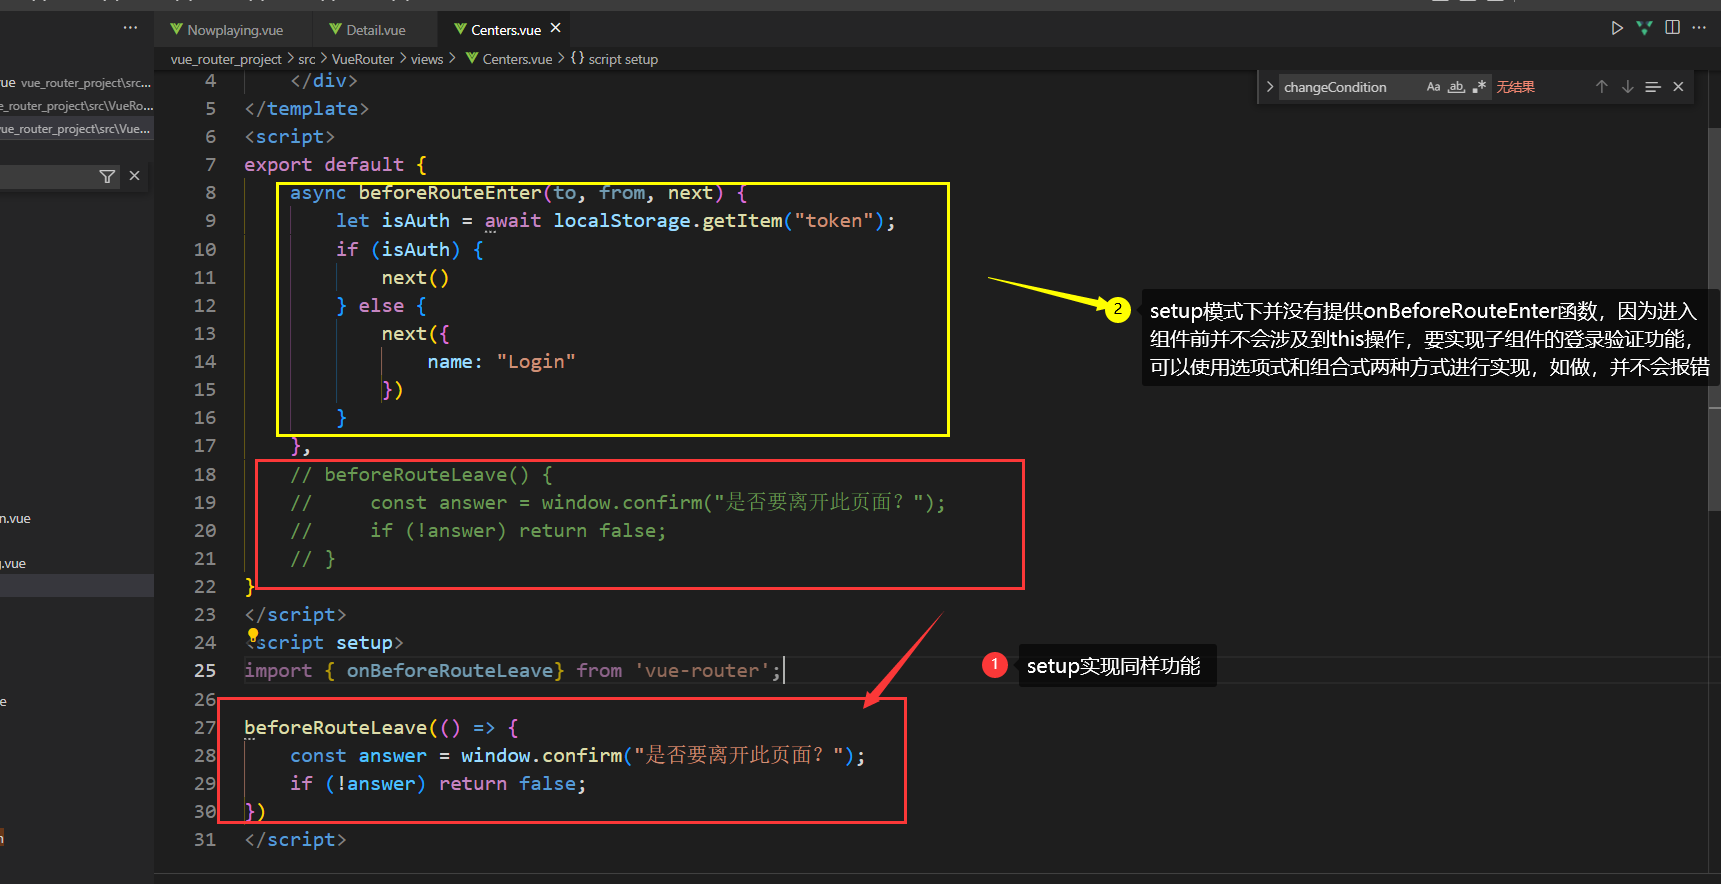 Nowplaying.vue
Detail.vue
Centers.vue
vue_router_project > src > VueRouter > views > Centers.vue > {} script setup
vue vue_router_project\src...
e_router_project\src\VueRo...
vue_router_project\src\Vue...
n.vue
g.vue
e
n
changeCondition Aa ab .* 无结果
4 </div>
5 </template>
6 <script>
7 export default {
8 async beforeRouteEnter(to, from, next) {
9 let isAuth = await localStorage.getItem("token");
10 if (isAuth) {
11 next()
12 } else {
13 next({
14 name: "Login"
15 })
16 }
17 },
18 // beforeRouteLeave() {
19 // const answer = window.confirm("是否要离开此页面？");
20 // if (!answer) return false;
21 // }
22 }
23 </script>
24 <script setup>
25 import { onBeforeRouteLeave} from 'vue-router';
26
27 beforeRouteLeave(() => {
28 const answer = window.confirm("是否要离开此页面？");
29 if (!answer) return false;
30 })
31 </script>
2
setup模式下并没有提供onBeforeRouteEnter函数，因为进入
组件前并不会涉及到this操作，要实现子组件的登录验证功能，
可以使用选项式和组合式两种方式进行实现，如做，并不会报错
1 setup实现同样功能